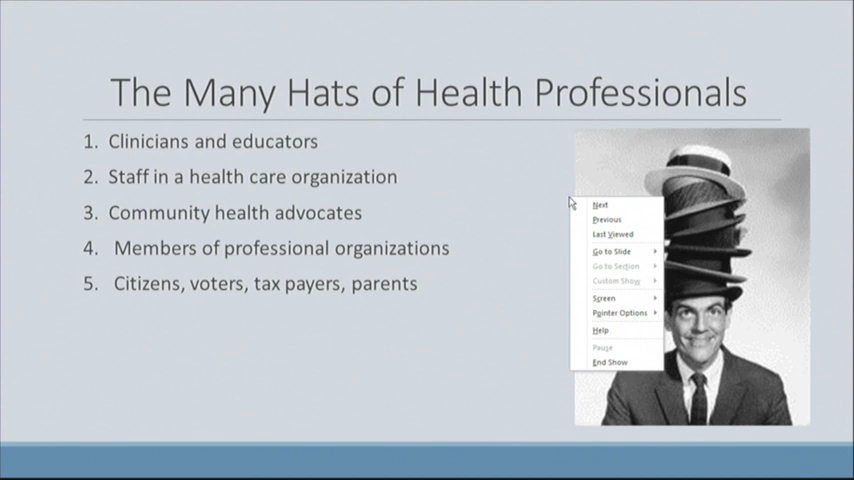 The Many Hats of Health Professionals
1. Clinicians and educators
2. Staff in a health care organization
3. Community health advocates
4. Members of professional organizations
5. Citizens, voters, tax payers, parents
Next
Previous
Last Viewed
Go to Slide
Go to Section
Custom Show
Screen
Pointer Options
Help
Pause
End Show